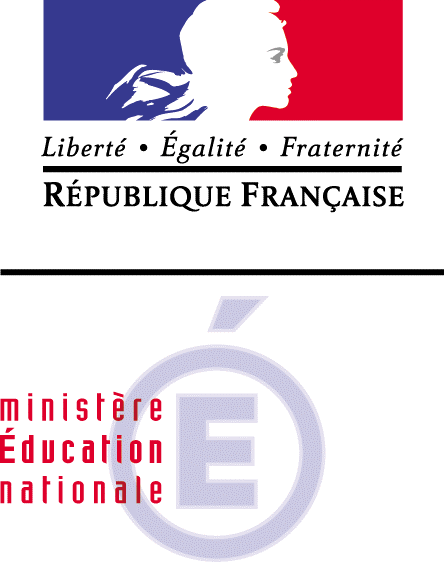 Liberté • Égalité • Fraternité
RÉPUBLIQUE FRANÇAISE
ministère
Éducation
nationale
É